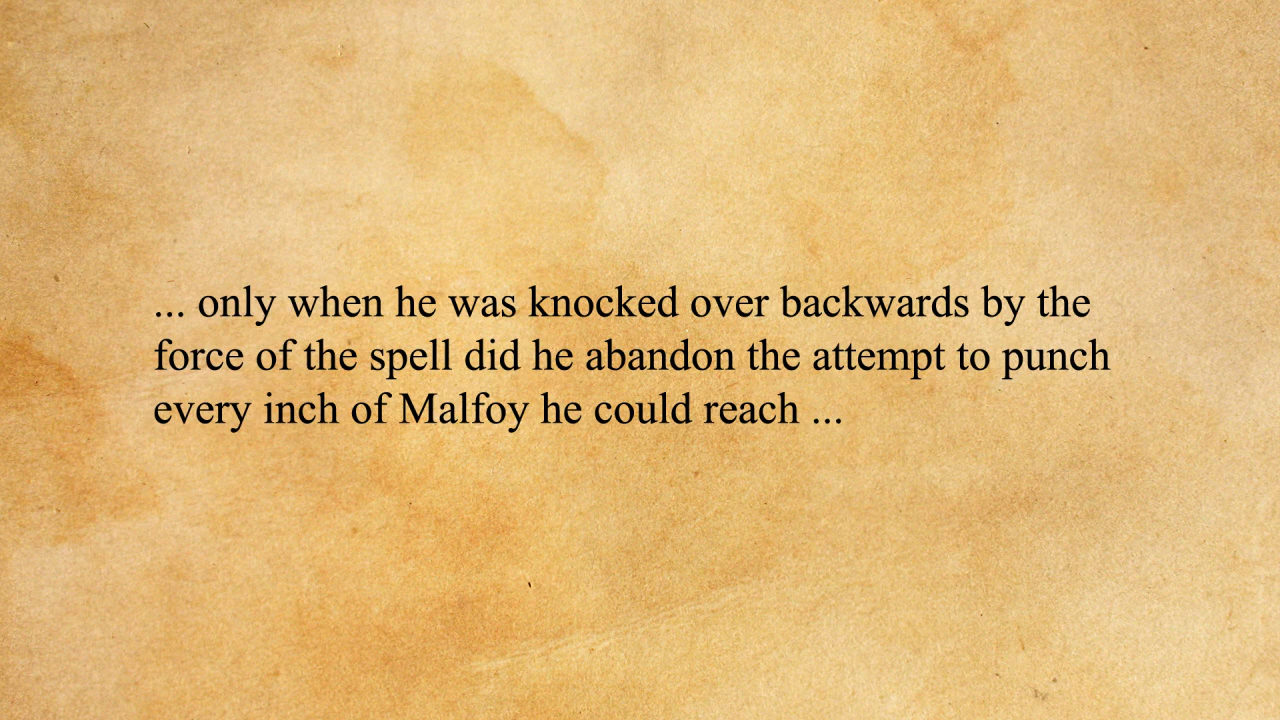 ... only when he was knocked over backwards by the
force of the spell did he abandon the attempt to punch
every inch of Malfoy he could reach ...